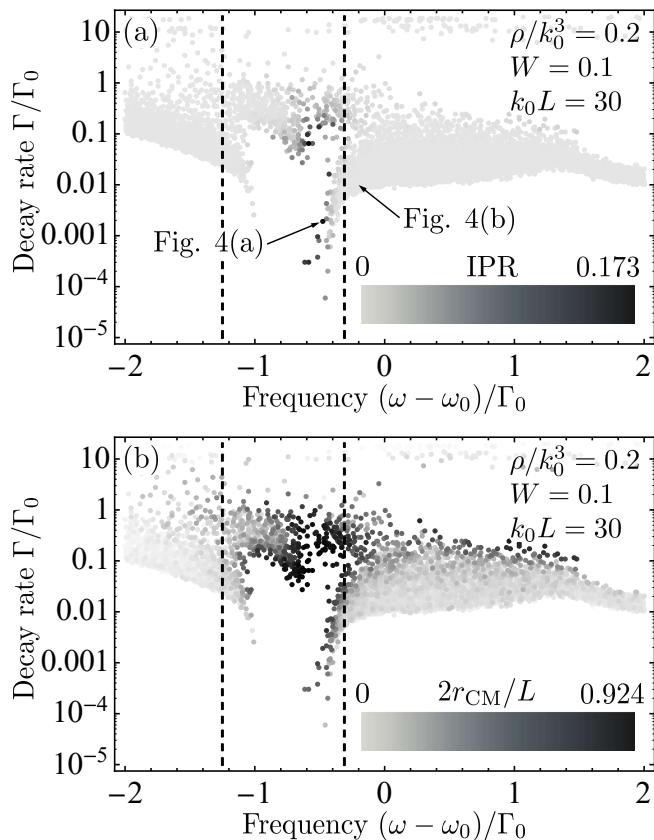 (a)
ρ/k₀³ = 0.2
W = 0.1
k₀L = 30
10
1
0.1
0.01
0.001
10⁻⁴
10⁻⁵
Decay rate Γ/Γ₀
Fig. 4(a)
Fig. 4(b)
0 IPR 0.173
−2 −1 0 1 2
Frequency (ω − ω₀)/Γ₀
(b)
ρ/k₀³ = 0.2
W = 0.1
k₀L = 30
10
1
0.1
0.01
0.001
10⁻⁴
10⁻⁵
Decay rate Γ/Γ₀
0 2r_CM/L 0.924
−2 −1 0 1 2
Frequency (ω − ω₀)/Γ₀